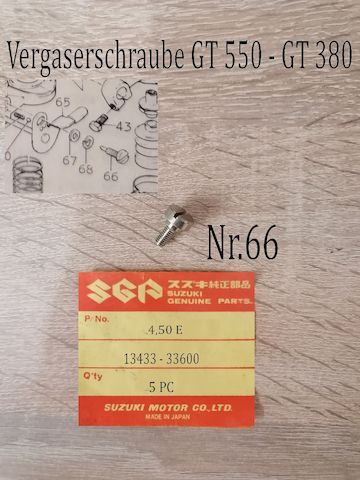 Vergaserschraube GT 550 - GT 380
65
43
67
68
66
Nr.66
SGP スズキ純正部品
SUZUKI
GENUINE PARTS.
P/No.
4,50 E
13433 - 33600
Q'ty
5 PC
SUZUKI MOTOR CO.,LTD.
MADE IN JAPAN